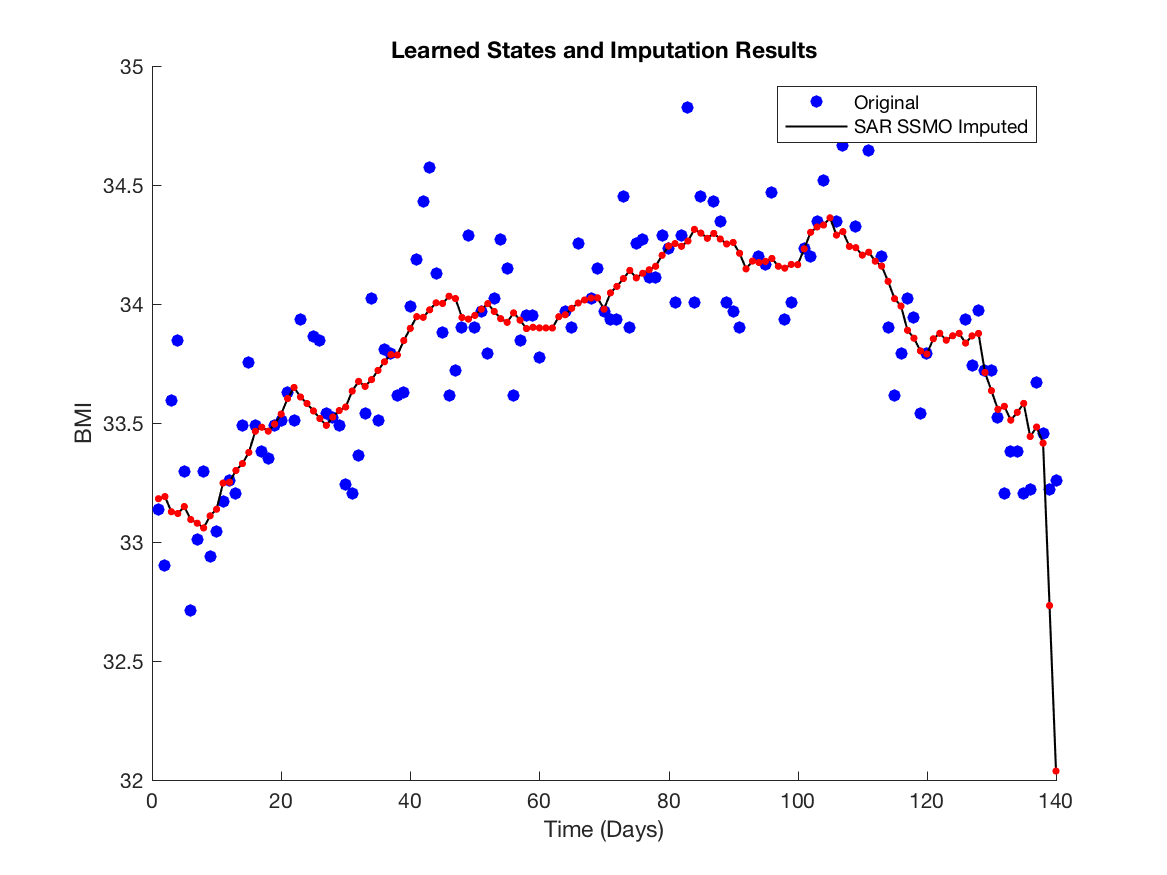 Learned States and Imputation Results
35
Original
SAR SSMO Imputed
34.5
34
BMI
33.5
33
32.5
32
0 20 40 60 80 100 120 140
Time (Days)